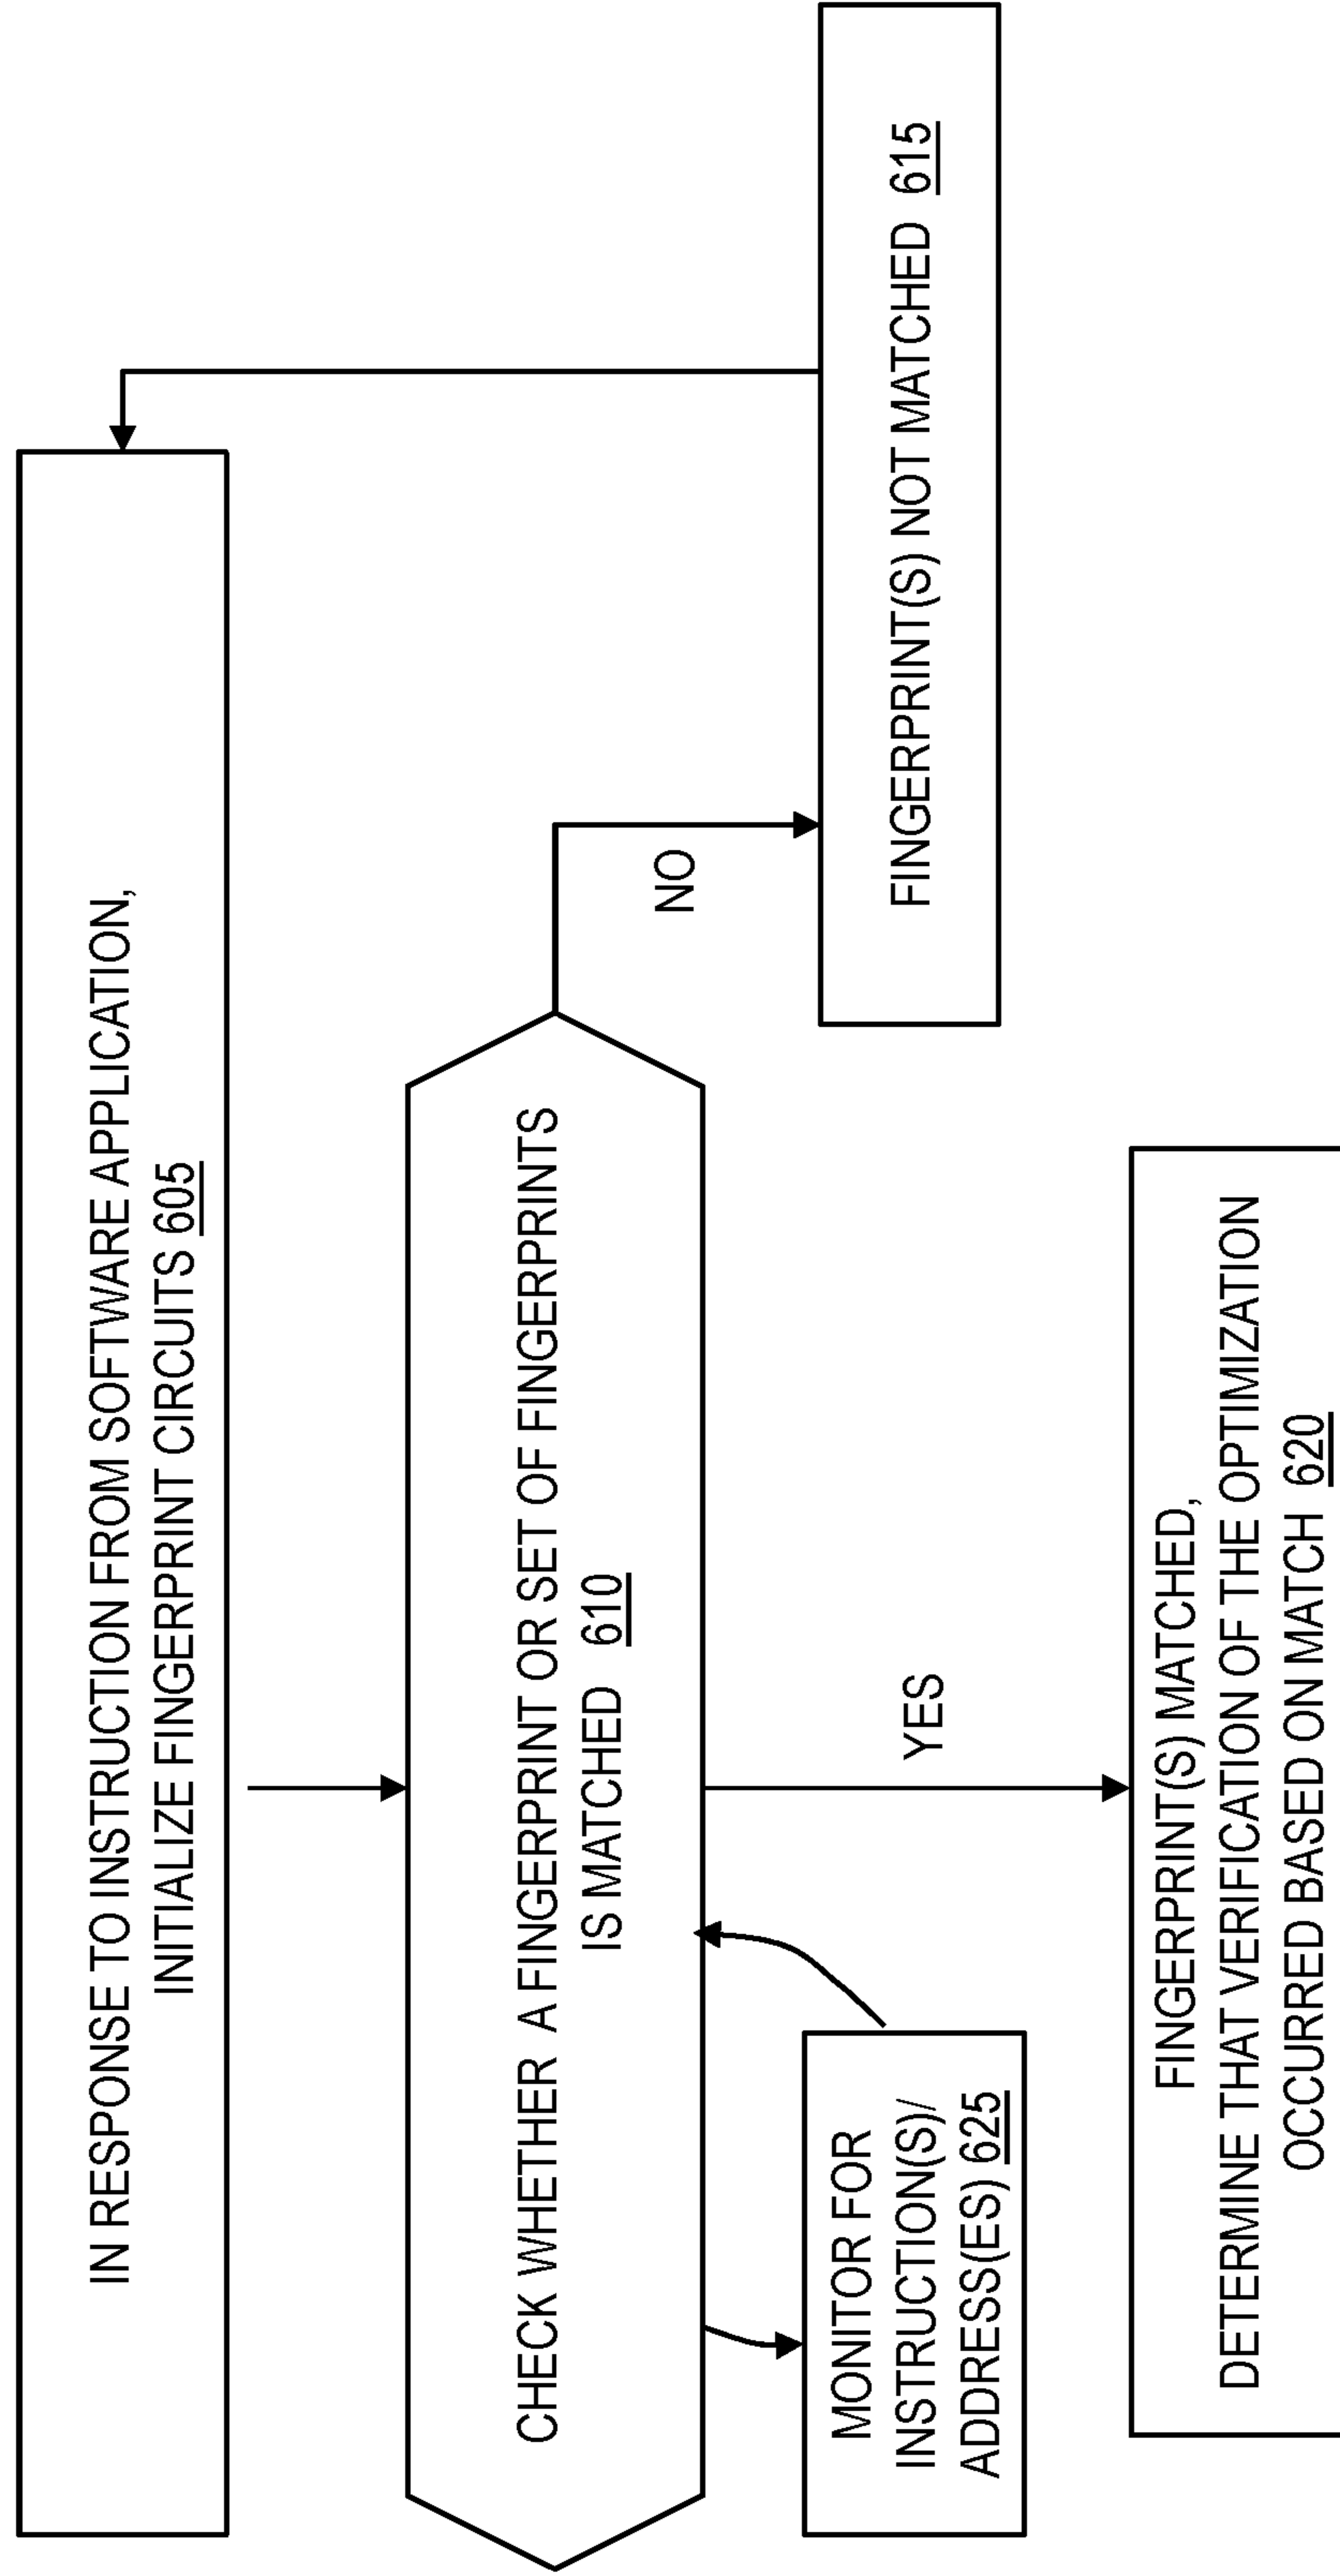 IN RESPONSE TO INSTRUCTION FROM SOFTWARE APPLICATION,
INITIALIZE FINGERPRINT CIRCUITS 605
CHECK WHETHER A FINGERPRINT OR SET OF FINGERPRINTS
IS MATCHED 610
NO
FINGERPRINT(S) NOT MATCHED 615
MONITOR FOR
INSTRUCTION(S)/
ADDRESS(ES) 625
YES
FINGERPRINT(S) MATCHED,
DETERMINE THAT VERIFICATION OF THE OPTIMIZATION
OCCURRED BASED ON MATCH 620